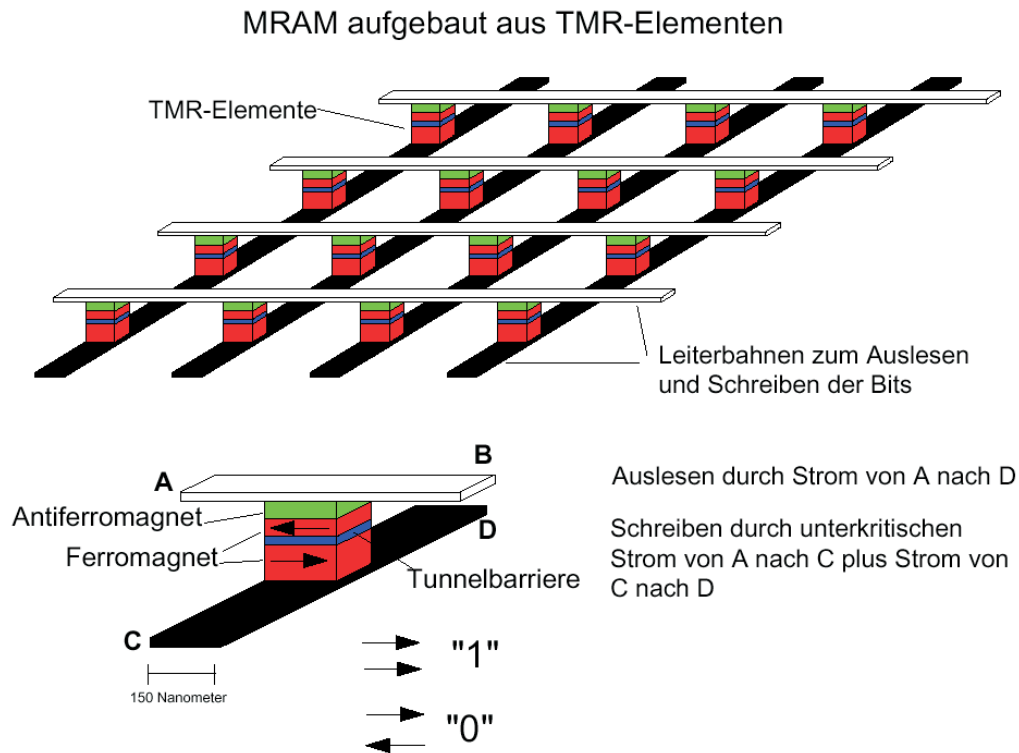 MRAM aufgebaut aus TMR-Elementen
TMR-Elemente
Leiterbahnen zum Auslesen
und Schreiben der Bits
B
A
Auslesen durch Strom von A nach D
Antiferromagnet
D
Schreiben durch unterkritischen
Strom von A nach C plus Strom von
C nach D
Ferromagnet
Tunnelbarriere
C
"1"
150 Nanometer
"0"